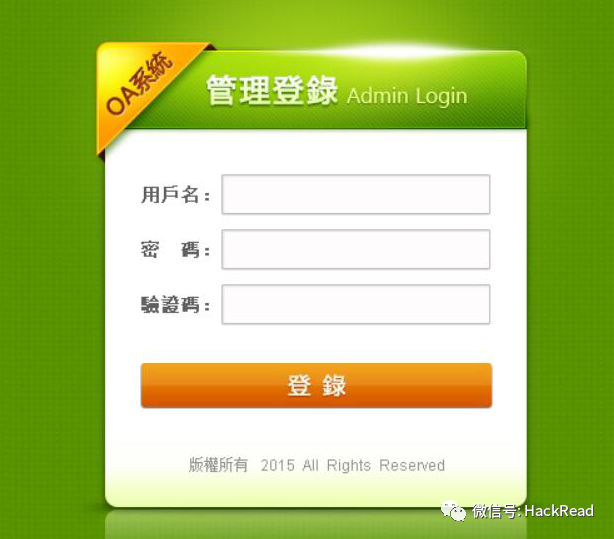 OA系統
管理登錄 Admin Login
用戶名：
密 碼：
驗證碼：
登 錄
版權所有 2015 All Rights Reserved
微信号: HackRead